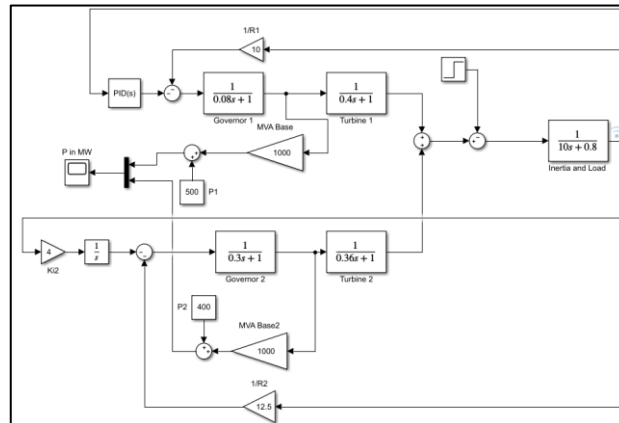 1/R1
10
PID(s)
1
0.08s + 1
Governor 1
1
0.4s + 1
Turbine 1
MVA Base
1
10s + 0.8
Inertia and Load
P in MW
1000
500
P1
4
Ki2
1
s
1
0.3s + 1
Governor 2
1
0.36s + 1
Turbine 2
P2
400
MVA Base2
1000
1/R2
12.5